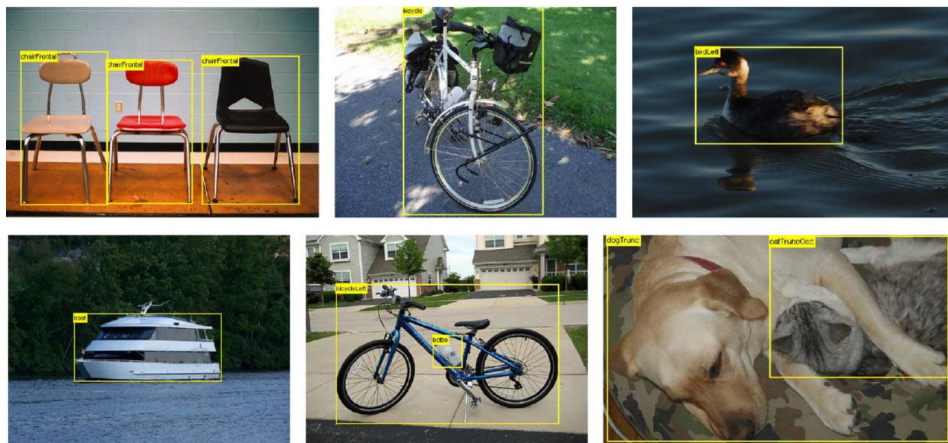 chairFrontal
chairFrontal
chairFrontal
bicycle
birdLeft
boat
bicycleLeft
bottle
dogTrunc
catTruncOcc